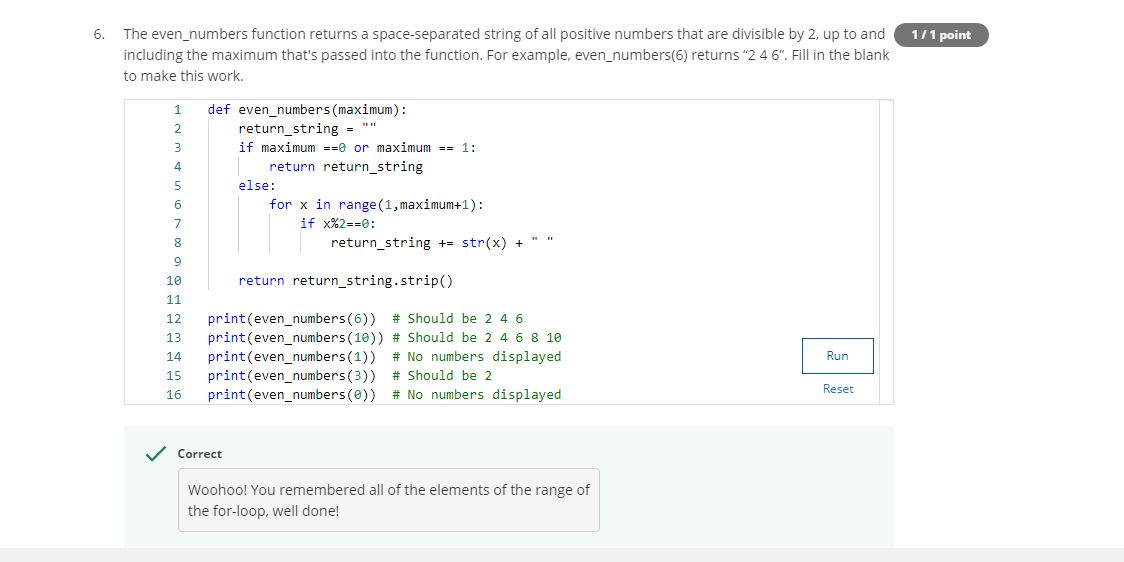 6. The even_numbers function returns a space-separated string of all positive numbers that are divisible by 2, up to and
including the maximum that's passed into the function. For example, even_numbers(6) returns “2 4 6”. Fill in the blank
to make this work.
1 / 1 point
1 def even_numbers(maximum):
2     return_string = ""
3     if maximum ==0 or maximum == 1:
4         return return_string
5     else:
6         for x in range(1,maximum+1):
7             if x%2==0:
8                 return_string += str(x) + " "
9
10     return return_string.strip()
11
12 print(even_numbers(6))  # Should be 2 4 6
13 print(even_numbers(10)) # Should be 2 4 6 8 10
14 print(even_numbers(1))  # No numbers displayed
15 print(even_numbers(3))  # Should be 2
16 print(even_numbers(0))  # No numbers displayed
Run
Reset
Correct
Woohoo! You remembered all of the elements of the range of
the for-loop, well done!